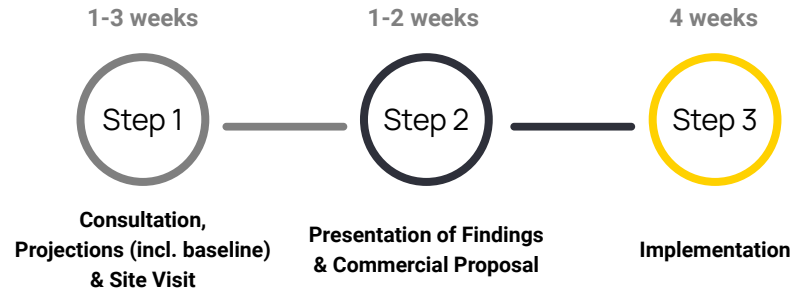 1-3 weeks
1-2 weeks
4 weeks
Step 1
Step 2
Step 3
Consultation,
Projections (incl. baseline)
& Site Visit
Presentation of Findings
& Commercial Proposal
Implementation